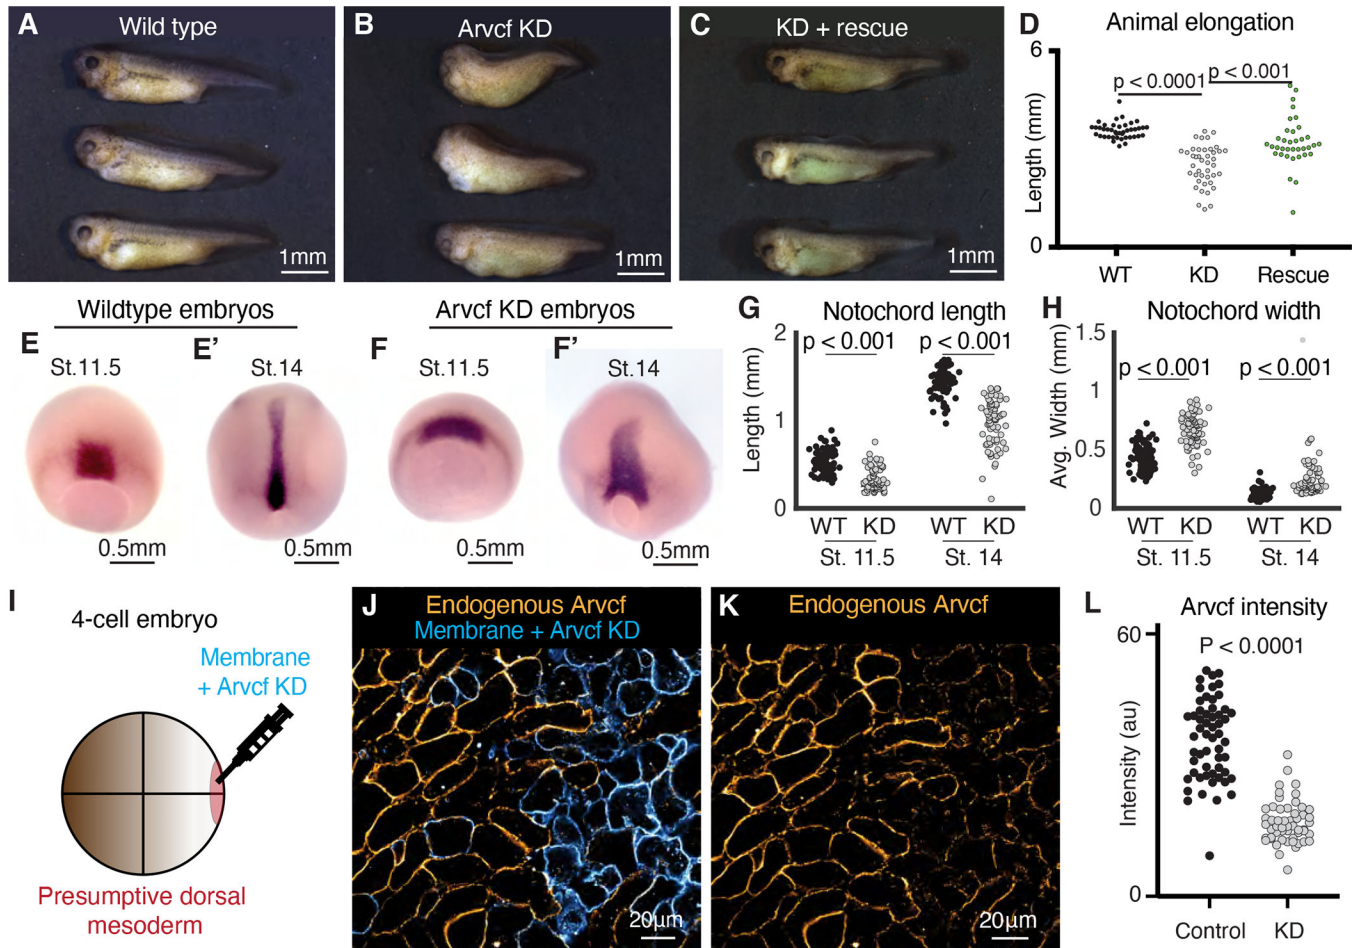 A
Wild type
1mm
B
Arvcf KD
1mm
C
KD + rescue
1mm
D
Animal elongation
6
p < 0.0001
p < 0.001
Length (mm)
0
WT
KD
Rescue
Wildtype embryos
E
St.11.5
0.5mm
E’
St.14
0.5mm
Arvcf KD embryos
F
St.11.5
0.5mm
F’
St.14
0.5mm
G
Notochord length
2
p < 0.001
p < 0.001
Length (mm)
1
0
WT
KD
WT
KD
St. 11.5
St. 14
H
Notochord width
1.5
p < 0.001
p < 0.001
Avg. Width (mm)
1
0.5
0
WT
KD
WT
KD
St. 11.5
St. 14
I
4-cell embryo
Membrane
+ Arvcf KD
Presumptive dorsal
mesoderm
J
Endogenous Arvcf
Membrane + Arvcf KD
20µm
K
Endogenous Arvcf
20µm
L
Arvcf intensity
60
P < 0.0001
Intensity (au)
0
Control
KD